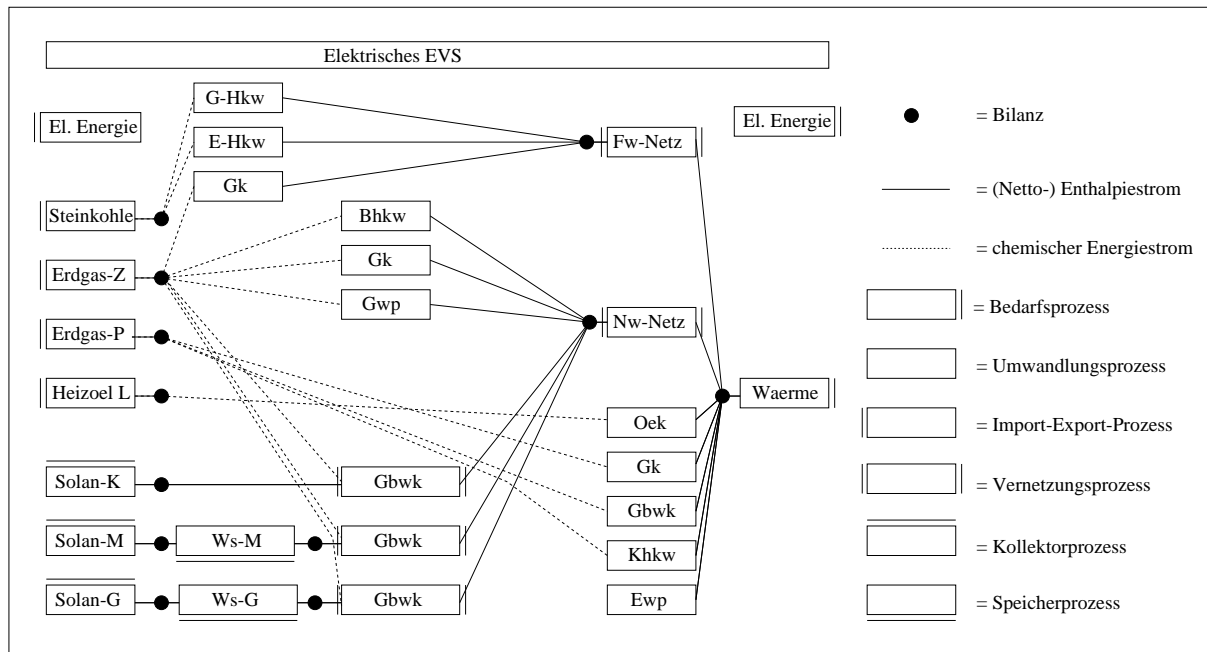 Elektrisches EVS
El. Energie
Steinkohle
Erdgas-Z
Erdgas-P
Heizoel L
Solan-K
Solan-M
Solan-G
G-Hkw
E-Hkw
Gk
Ws-M
Ws-G
Bhkw
Gk
Gwp
Gbwk
Gbwk
Gbwk
Fw-Netz
Nw-Netz
Oek
Gk
Gbwk
Khkw
Ewp
El. Energie
Waerme
= Bilanz
= (Netto-) Enthalpiestrom
= chemischer Energiestrom
= Bedarfsprozess
= Umwandlungsprozess
= Import-Export-Prozess
= Vernetzungsprozess
= Kollektorprozess
= Speicherprozess